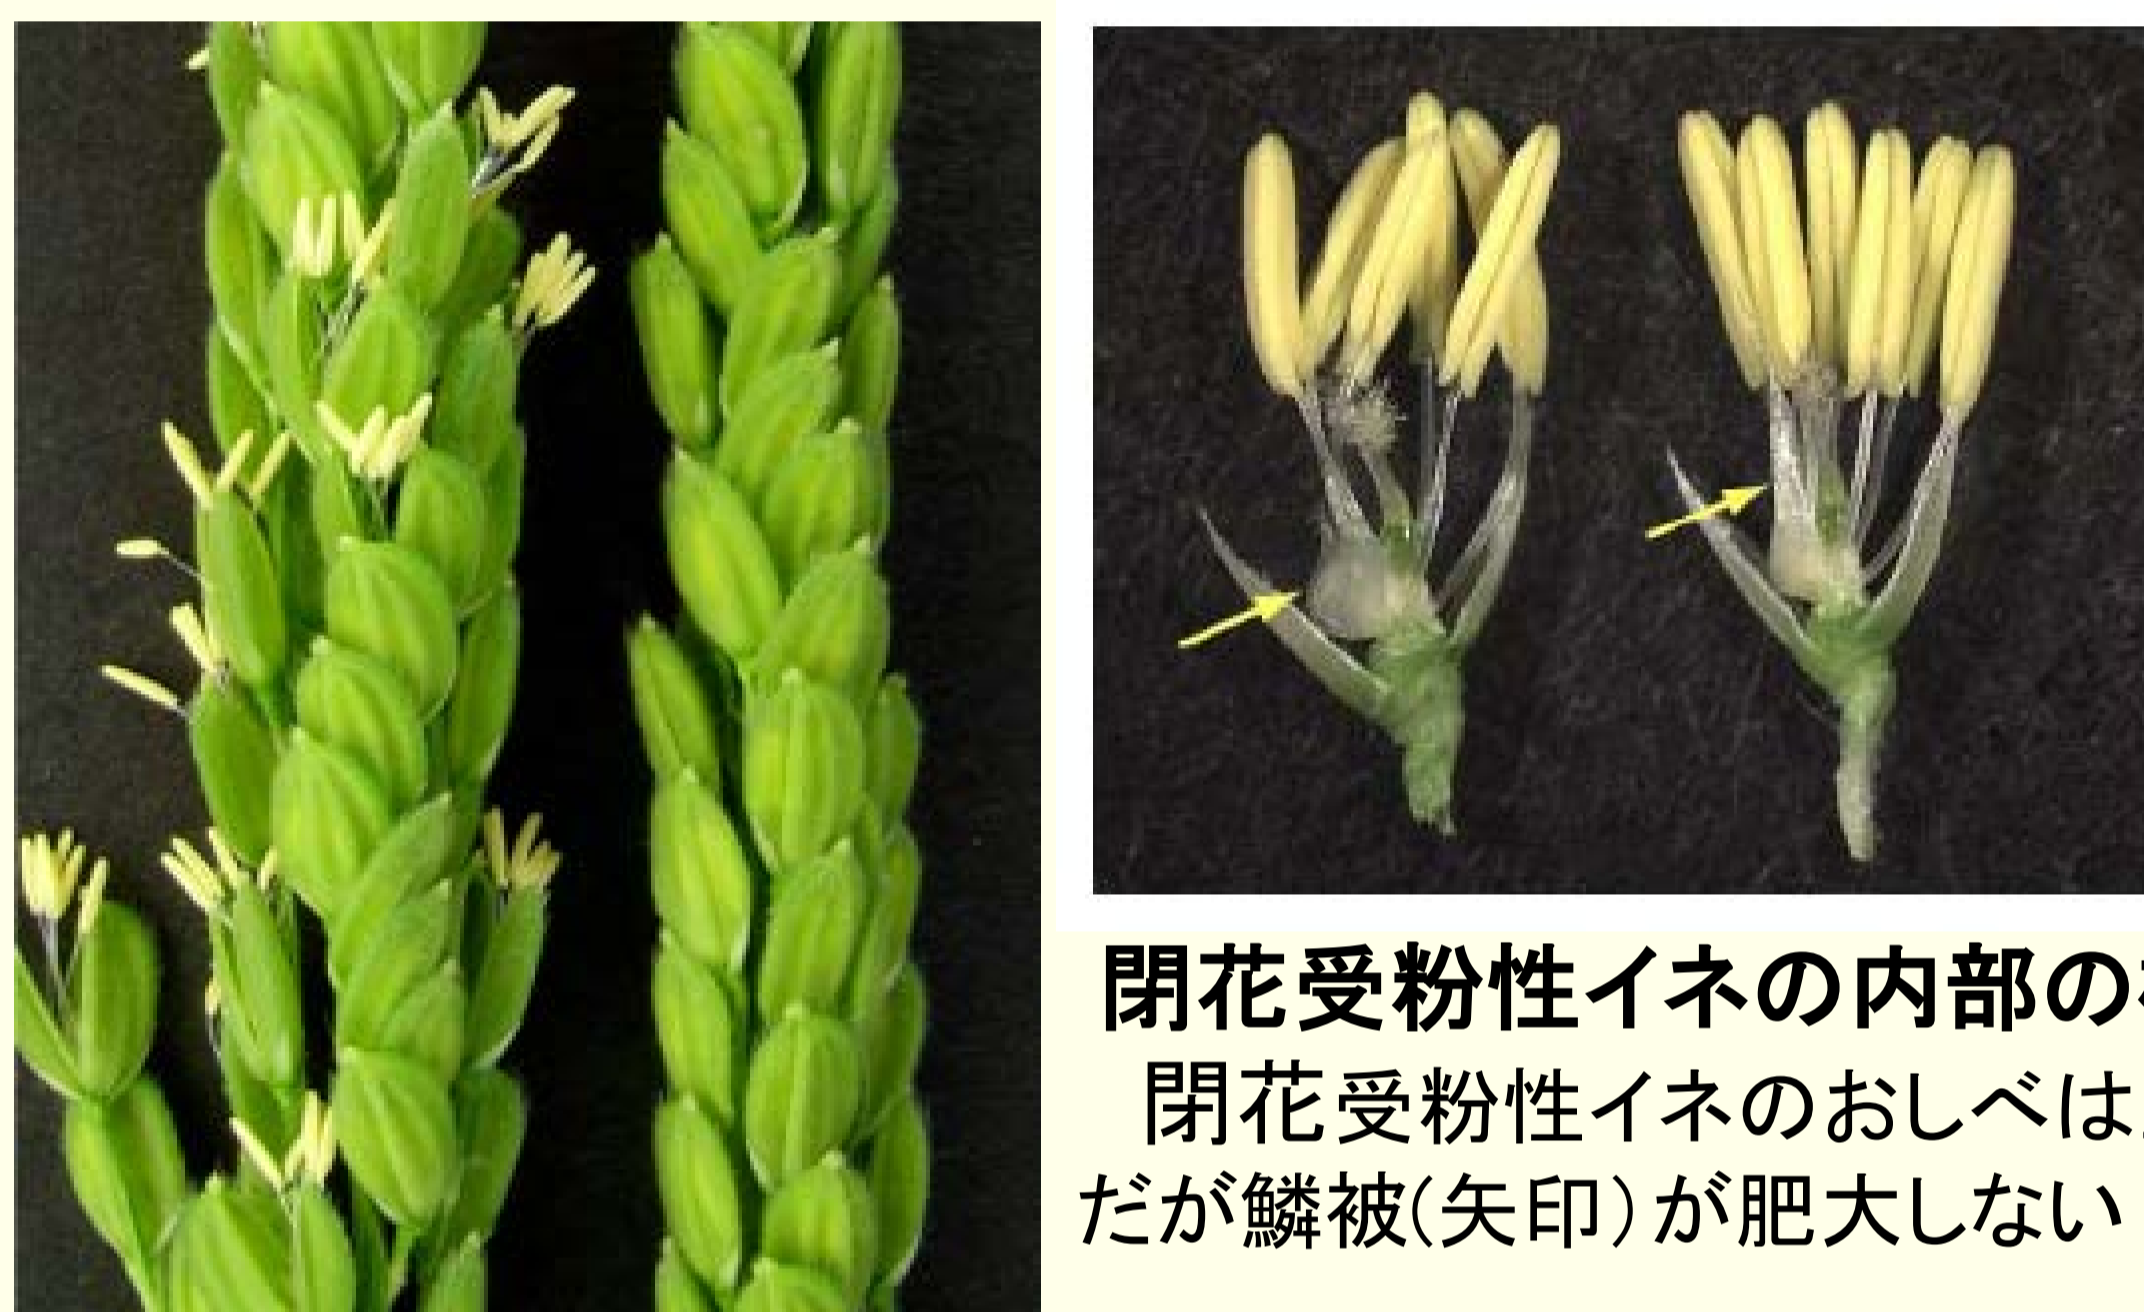 閉花受粉性イネの内部の
閉花受粉性イネのおしべは
だが鱗被(矢印)が肥大しない